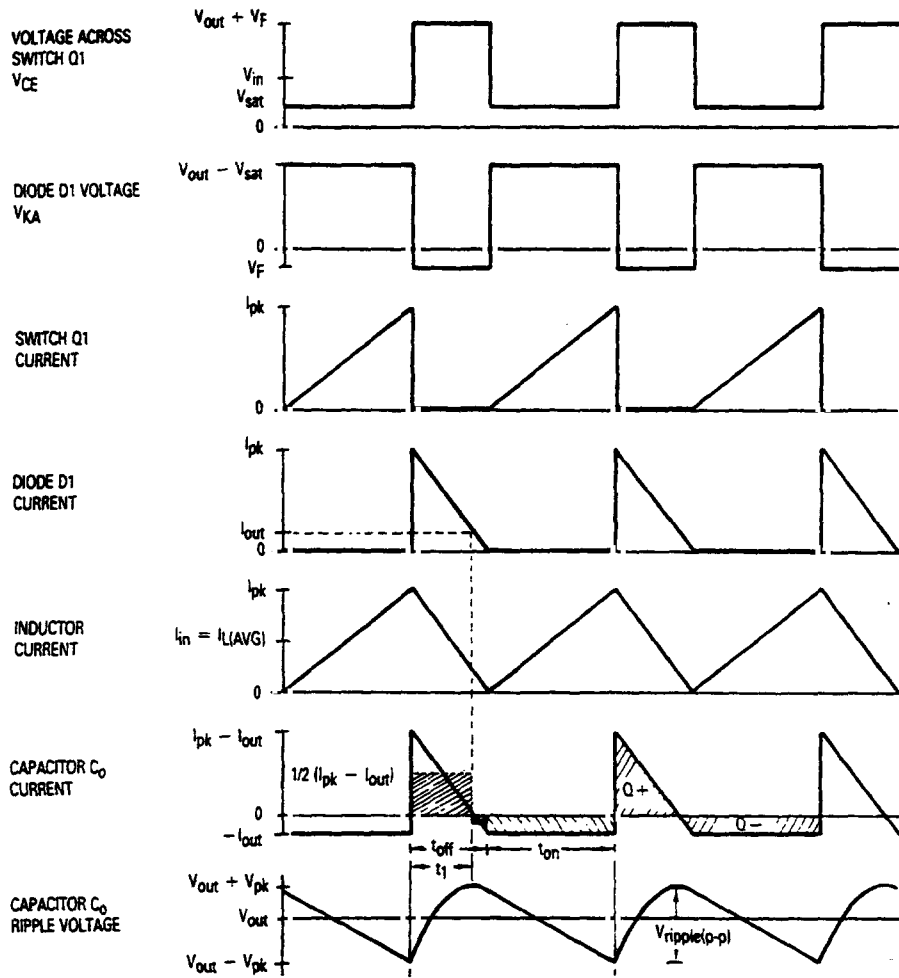 VOLTAGE ACROSS
SWITCH Q1
VCE
Vout + VF
Vin
Vsat
0
DIODE D1 VOLTAGE
VKA
Vout − Vsat
0
VF
SWITCH Q1
CURRENT
Ipk
0
DIODE D1
CURRENT
Ipk
Iout
0
INDUCTOR
CURRENT
Ipk
Iin = IL(AVG)
0
CAPACITOR Co
CURRENT
Ipk − Iout
1/2 (Ipk − Iout)
0
−Iout
Q +
Q −
toff
ton
t1
CAPACITOR Co
RIPPLE VOLTAGE
Vout + Vpk
Vout
Vout − Vpk
Vripple(p-p)